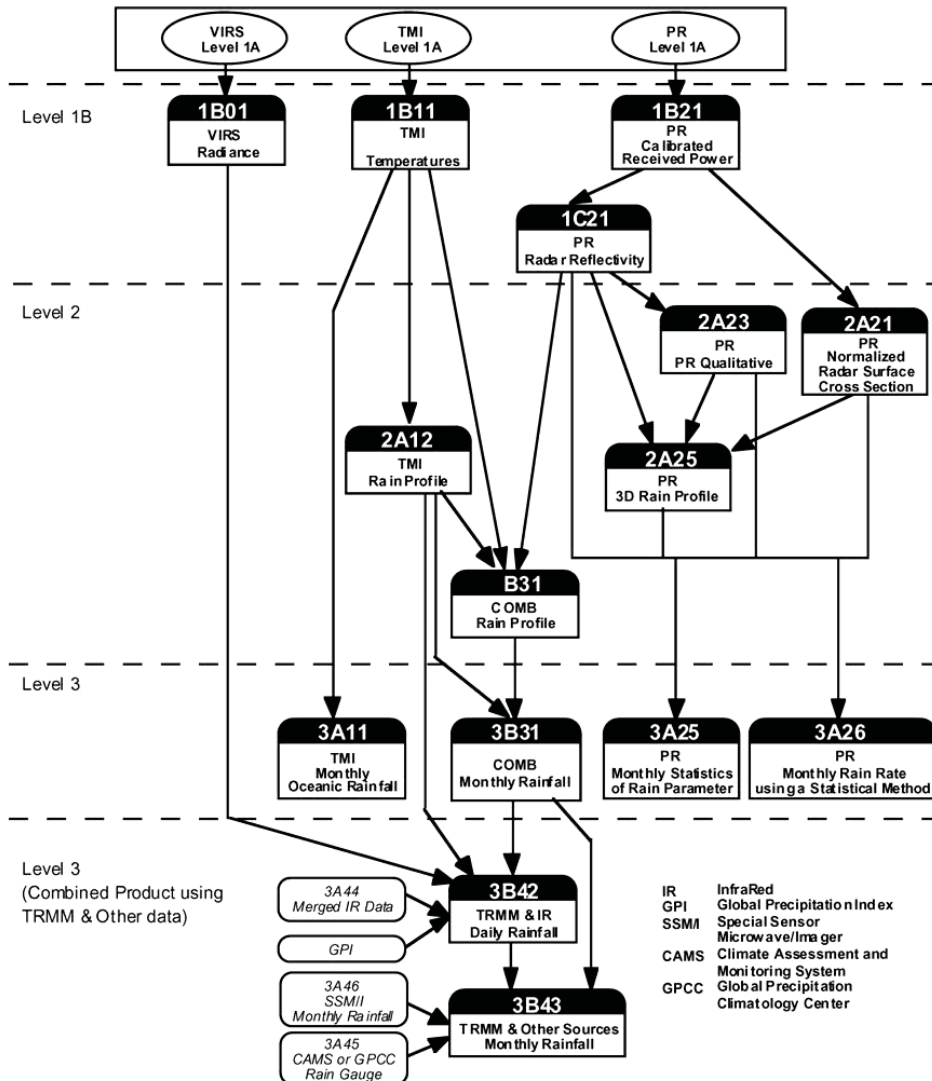 VIRS
Level 1A
TMI
Level 1A
PR
Level 1A
Level 1B
1B01
VIRS
Radiance
1B11
TMI
Temperatures
1B21
PR
Calibrated
Received Power
1C21
PR
Radar Reflectivity
Level 2
2A23
PR
PR Qualitative
2A21
PR
Normalized
Radar Surface
Cross Section
2A12
TMI
Rain Profile
2A25
PR
3D Rain Profile
B31
COMB
Rain Profile
Level 3
3A11
TMI
Monthly
Oceanic Rainfall
3B31
COMB
Monthly Rainfall
3A25
PR
Monthly Statistics
of Rain Parameter
3A26
PR
Monthly Rain Rate
using a Statistical Method
Level 3
(Combined Product using
TRMM & Other data)
3A44
Merged IR Data
GPI
3A46
SSM/I
Monthly Rainfall
3A45
CAMS or GPCC
Rain Gauge
3B42
TRMM & IR
Daily Rainfall
3B43
TRMM & Other Sources
Monthly Rainfall
IR InfraRed
GPI Global Precipitation Index
SSM/I Special Sensor
Microwave/Imager
CAMS Climate Assessment and
Monitoring System
GPCC Global Precipitation
Climatology Center